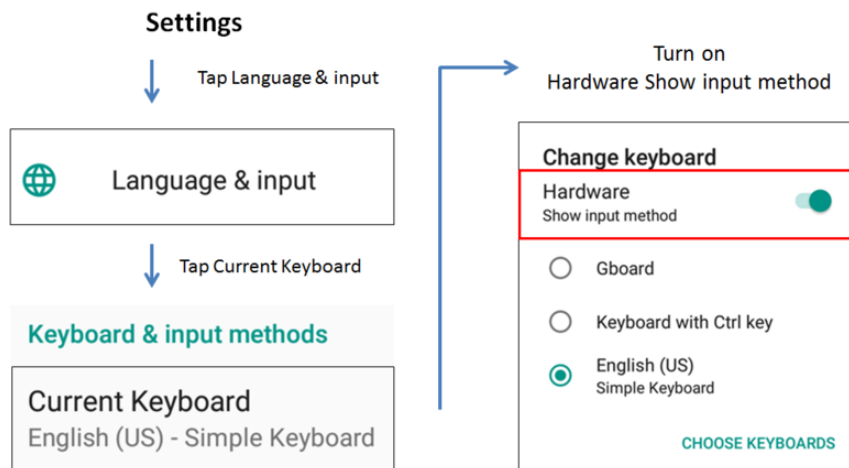 Settings
Tap Language & input
Language & input
Tap Current Keyboard
Keyboard & input methods
Current Keyboard
English (US) - Simple Keyboard
Turn on
Hardware Show input method
Change keyboard
Hardware
Show input method
Gboard
Keyboard with Ctrl key
English (US)
Simple Keyboard
CHOOSE KEYBOARDS